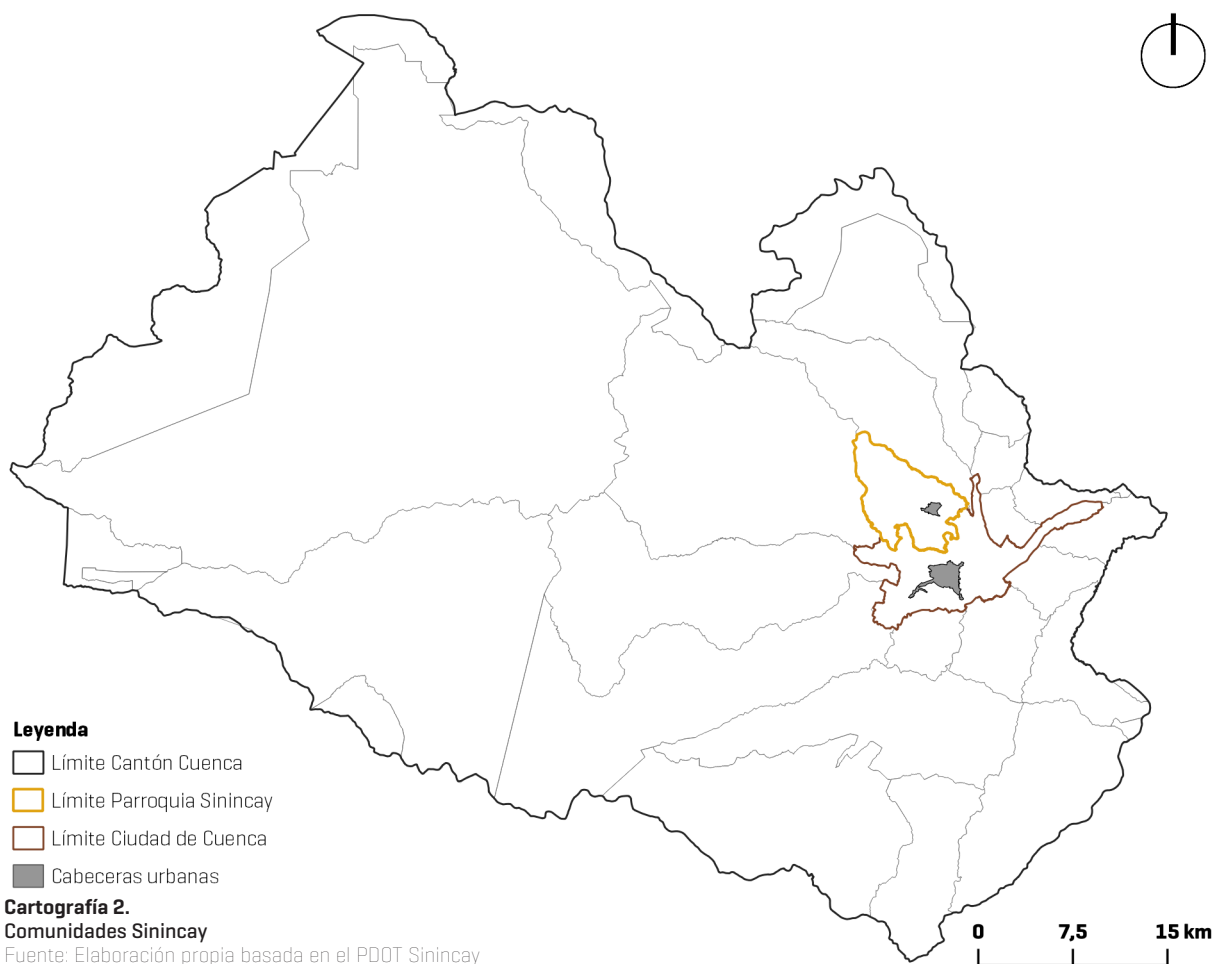 Leyenda
Límite Cantón Cuenca
Límite Parroquia Sinincay
Límite Ciudad de Cuenca
Cabeceras urbanas
Cartografía 2.
Comunidades Sinincay
Fuente: Elaboración propia basada en el PDOT Sinincay
0 7,5 15 km